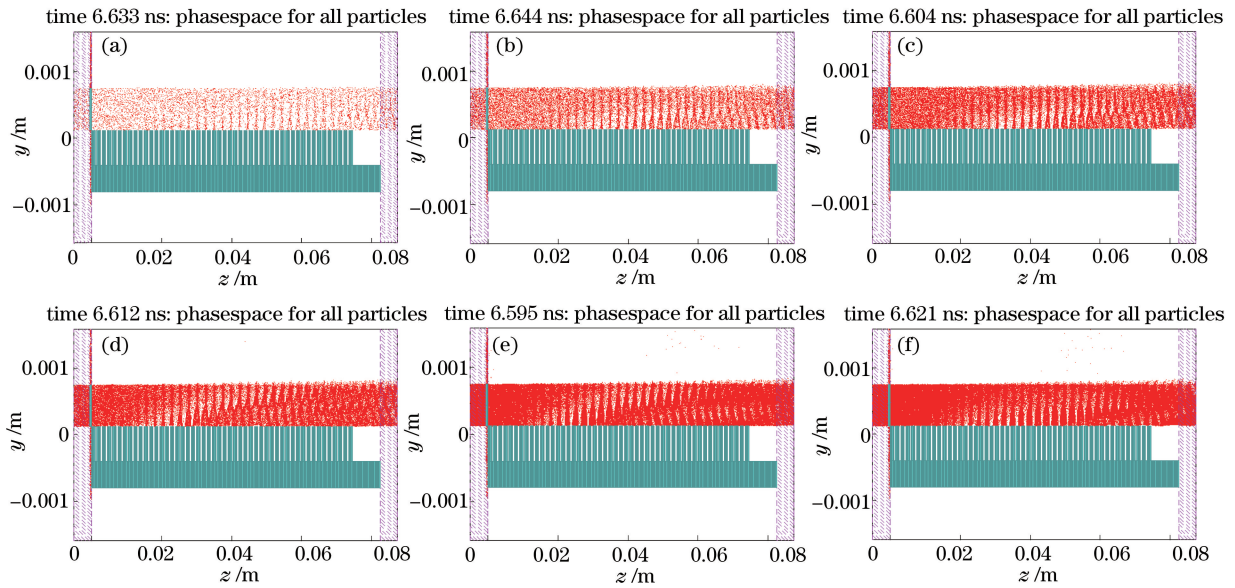 time 6.633 ns: phasespace for all particles
(a)
0.001
0
−0.001
y /m
0 0.02 0.04 0.06 0.08
z /m
time 6.644 ns: phasespace for all particles
(b)
0.001
0
−0.001
y /m
0 0.02 0.04 0.06 0.08
z /m
time 6.604 ns: phasespace for all particles
(c)
0.001
0
−0.001
y /m
0 0.02 0.04 0.06 0.08
z /m
time 6.612 ns: phasespace for all particles
(d)
0.001
0
−0.001
y /m
0 0.02 0.04 0.06 0.08
z /m
time 6.595 ns: phasespace for all particles
(e)
0.001
0
−0.001
y /m
0 0.02 0.04 0.06 0.08
z /m
time 6.621 ns: phasespace for all particles
(f)
0.001
0
−0.001
y /m
0 0.02 0.04 0.06 0.08
z /m